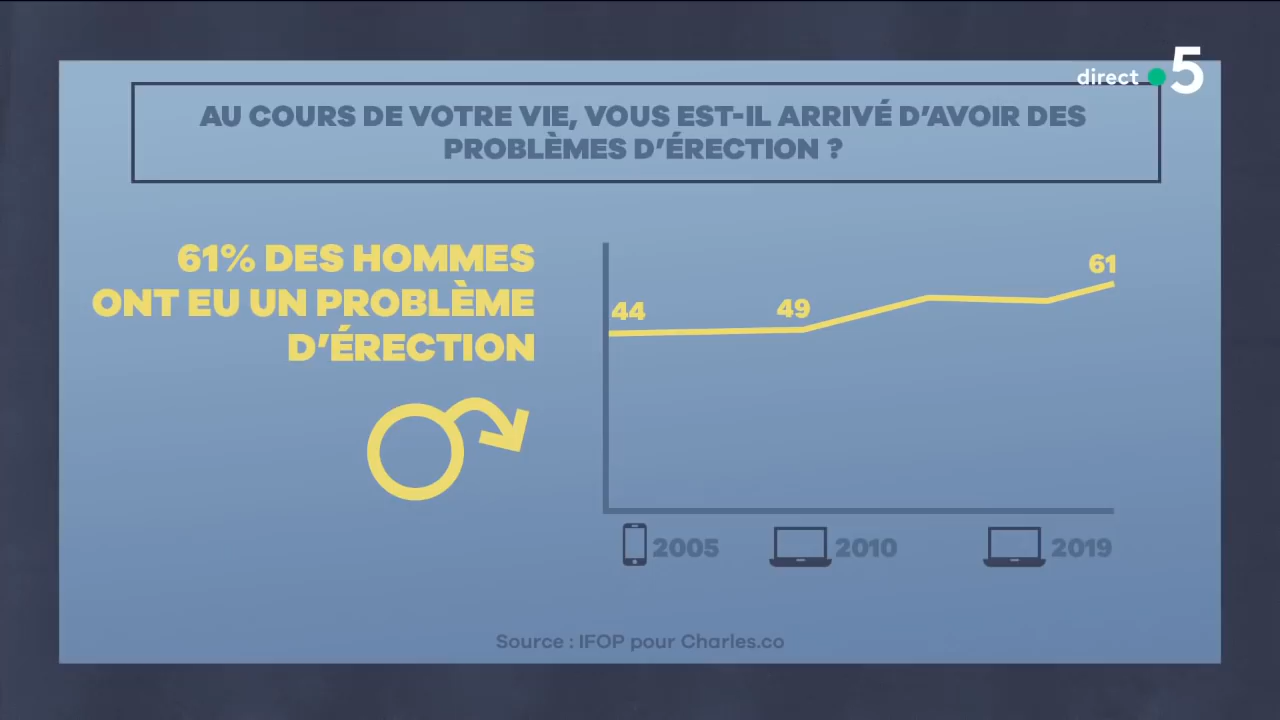 direct 5
AU COURS DE VOTRE VIE, VOUS EST-IL ARRIVÉ D'AVOIR DES
PROBLÈMES D'ÉRECTION ?
61% DES HOMMES
ONT EU UN PROBLÈME
D'ÉRECTION
44
49
61
2005
2010
2019
Source : IFOP pour Charles.co